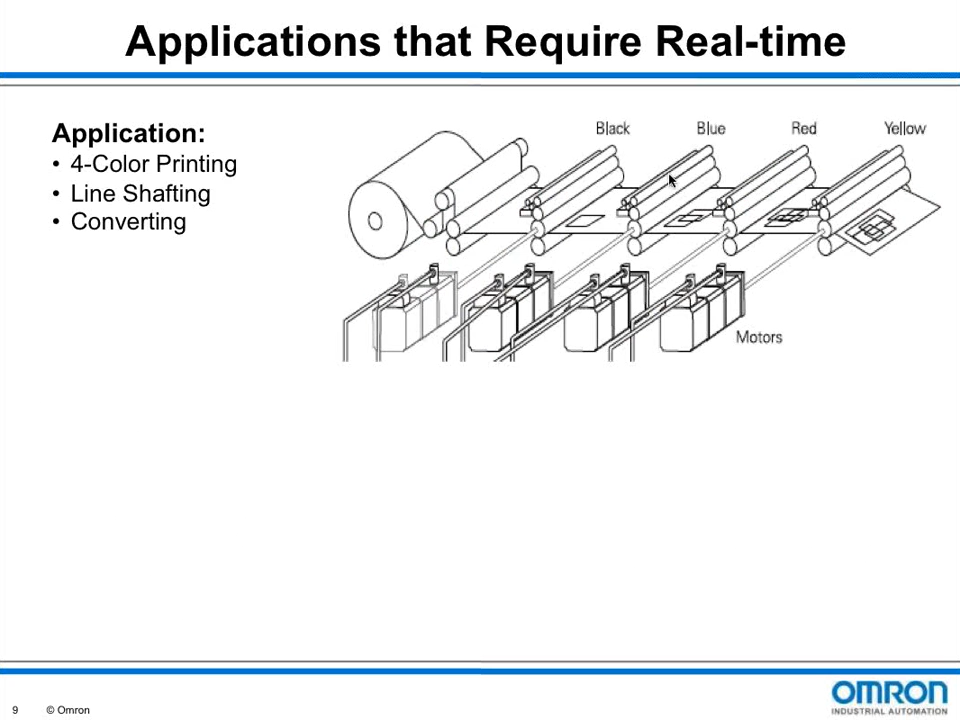 Applications that Require Real-time
Application:
• 4-Color Printing
• Line Shafting
• Converting
Black Blue Red Yellow
Motors
9 © Omron
OMRON
INDUSTRIAL AUTOMATION